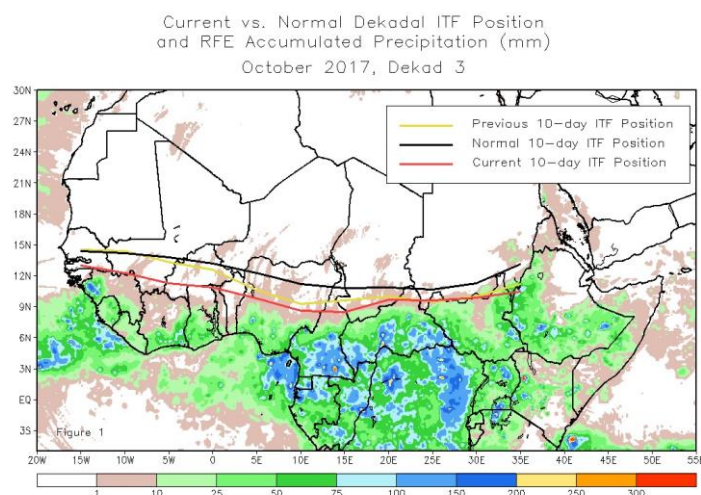 Current vs. Normal Dekadal ITF Position
and RFE Accumulated Precipitation (mm)
October 2017, Dekad 3
30N
27N
24N
21N
18N
15N
12N
9N
6N
3N
EQ
3S
Previous 10-day ITF Position
Normal 10-day ITF Position
Current 10-day ITF Position
Figure 1
20W 15W 10W 5W 0 5E 10E 15E 20E 25E 30E 35E 40E 45E 50E 55E
1 10 25 50 75 100 150 200 250 300